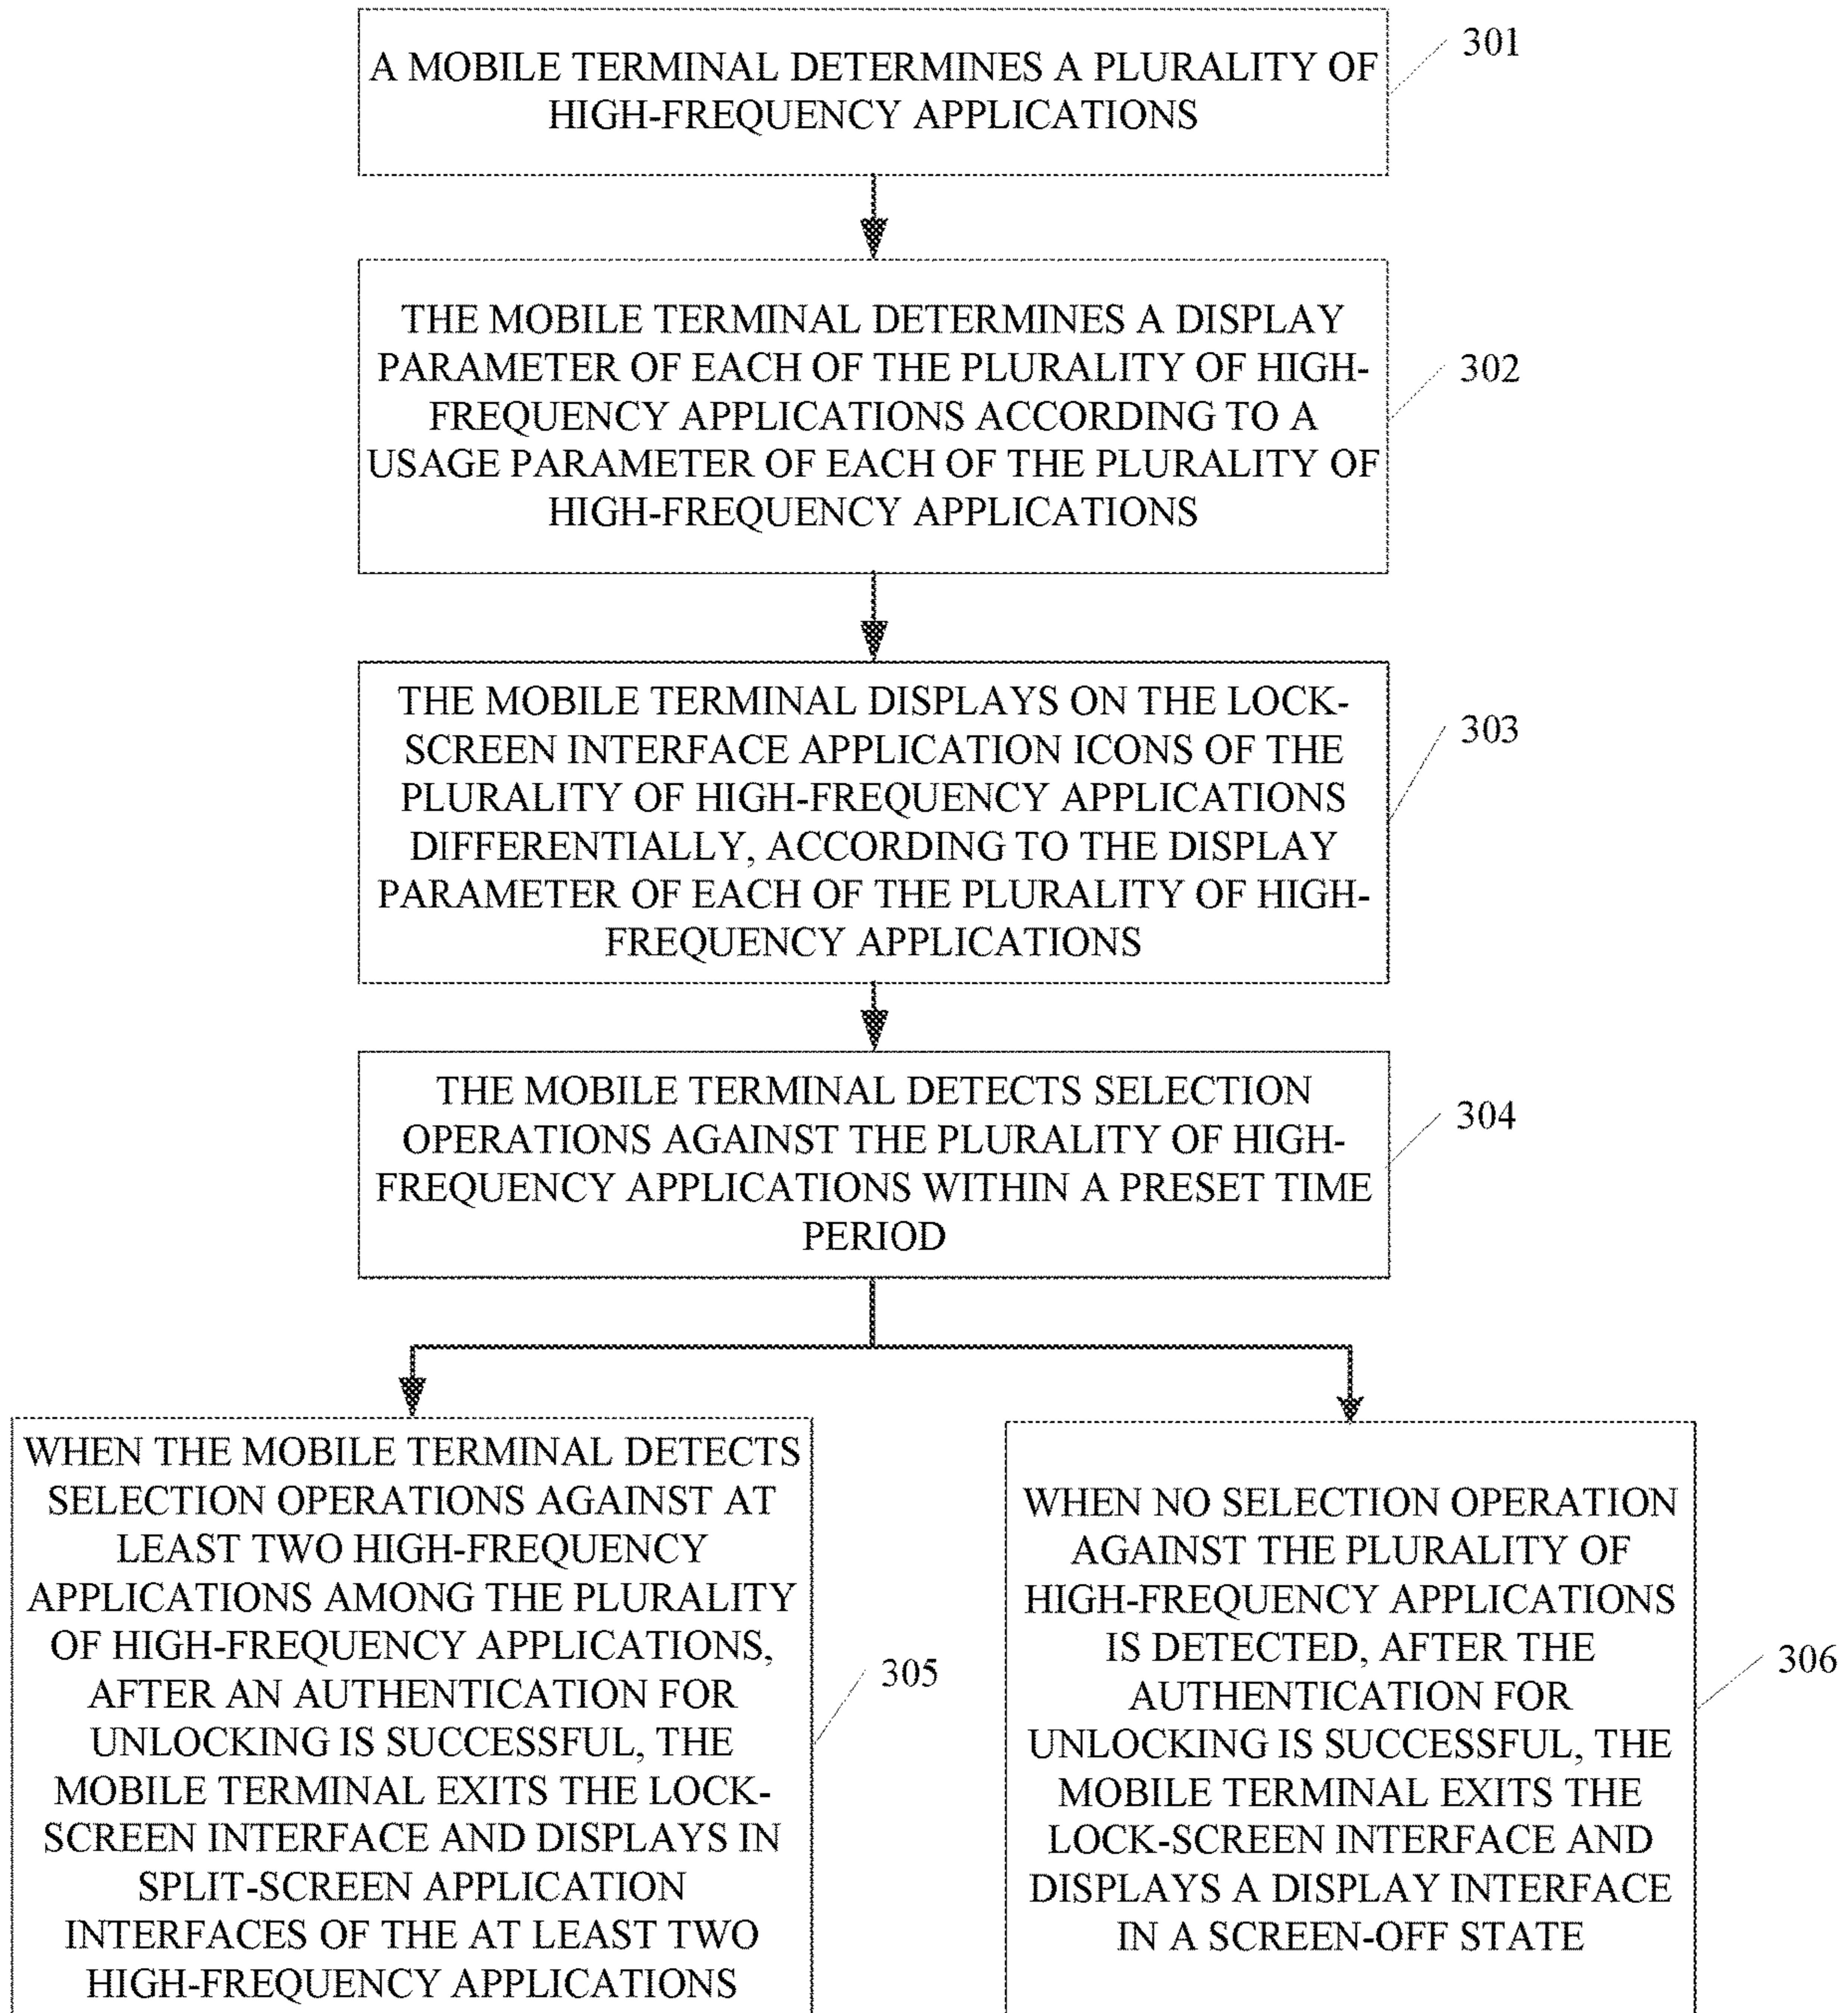 A MOBILE TERMINAL DETERMINES A PLURALITY OF
HIGH-FREQUENCY APPLICATIONS
301
THE MOBILE TERMINAL DETERMINES A DISPLAY
PARAMETER OF EACH OF THE PLURALITY OF HIGH-
FREQUENCY APPLICATIONS ACCORDING TO A
USAGE PARAMETER OF EACH OF THE PLURALITY OF
HIGH-FREQUENCY APPLICATIONS
302
THE MOBILE TERMINAL DISPLAYS ON THE LOCK-
SCREEN INTERFACE APPLICATION ICONS OF THE
PLURALITY OF HIGH-FREQUENCY APPLICATIONS
DIFFERENTIALLY, ACCORDING TO THE DISPLAY
PARAMETER OF EACH OF THE PLURALITY OF HIGH-
FREQUENCY APPLICATIONS
303
THE MOBILE TERMINAL DETECTS SELECTION
OPERATIONS AGAINST THE PLURALITY OF HIGH-
FREQUENCY APPLICATIONS WITHIN A PRESET TIME
PERIOD
304
WHEN THE MOBILE TERMINAL DETECTS
SELECTION OPERATIONS AGAINST AT
LEAST TWO HIGH-FREQUENCY
APPLICATIONS AMONG THE PLURALITY
OF HIGH-FREQUENCY APPLICATIONS,
AFTER AN AUTHENTICATION FOR
UNLOCKING IS SUCCESSFUL, THE
MOBILE TERMINAL EXITS THE LOCK-
SCREEN INTERFACE AND DISPLAYS IN
SPLIT-SCREEN APPLICATION
INTERFACES OF THE AT LEAST TWO
HIGH-FREQUENCY APPLICATIONS
305
WHEN NO SELECTION OPERATION
AGAINST THE PLURALITY OF
HIGH-FREQUENCY APPLICATIONS
IS DETECTED, AFTER THE
AUTHENTICATION FOR
UNLOCKING IS SUCCESSFUL, THE
MOBILE TERMINAL EXITS THE
LOCK-SCREEN INTERFACE AND
DISPLAYS A DISPLAY INTERFACE
IN A SCREEN-OFF STATE
306